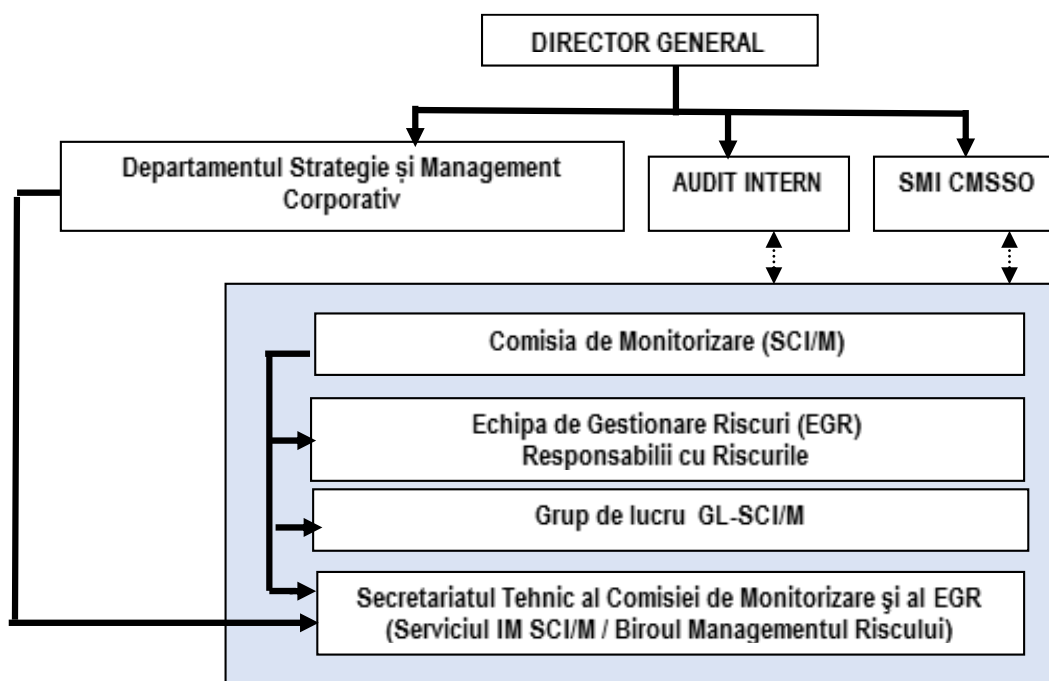 DIRECTOR GENERAL
Departamentul Strategie și Management
Corporativ
AUDIT INTERN
SMI CMSSO
Comisia de Monitorizare (SCI/M)
Echipa de Gestionare Riscuri (EGR)
Responsabilii cu Riscurile
Grup de lucru GL-SCI/M
Secretariatul Tehnic al Comisiei de Monitorizare şi al EGR
(Serviciul IM SCI/M / Biroul Managementul Riscului)